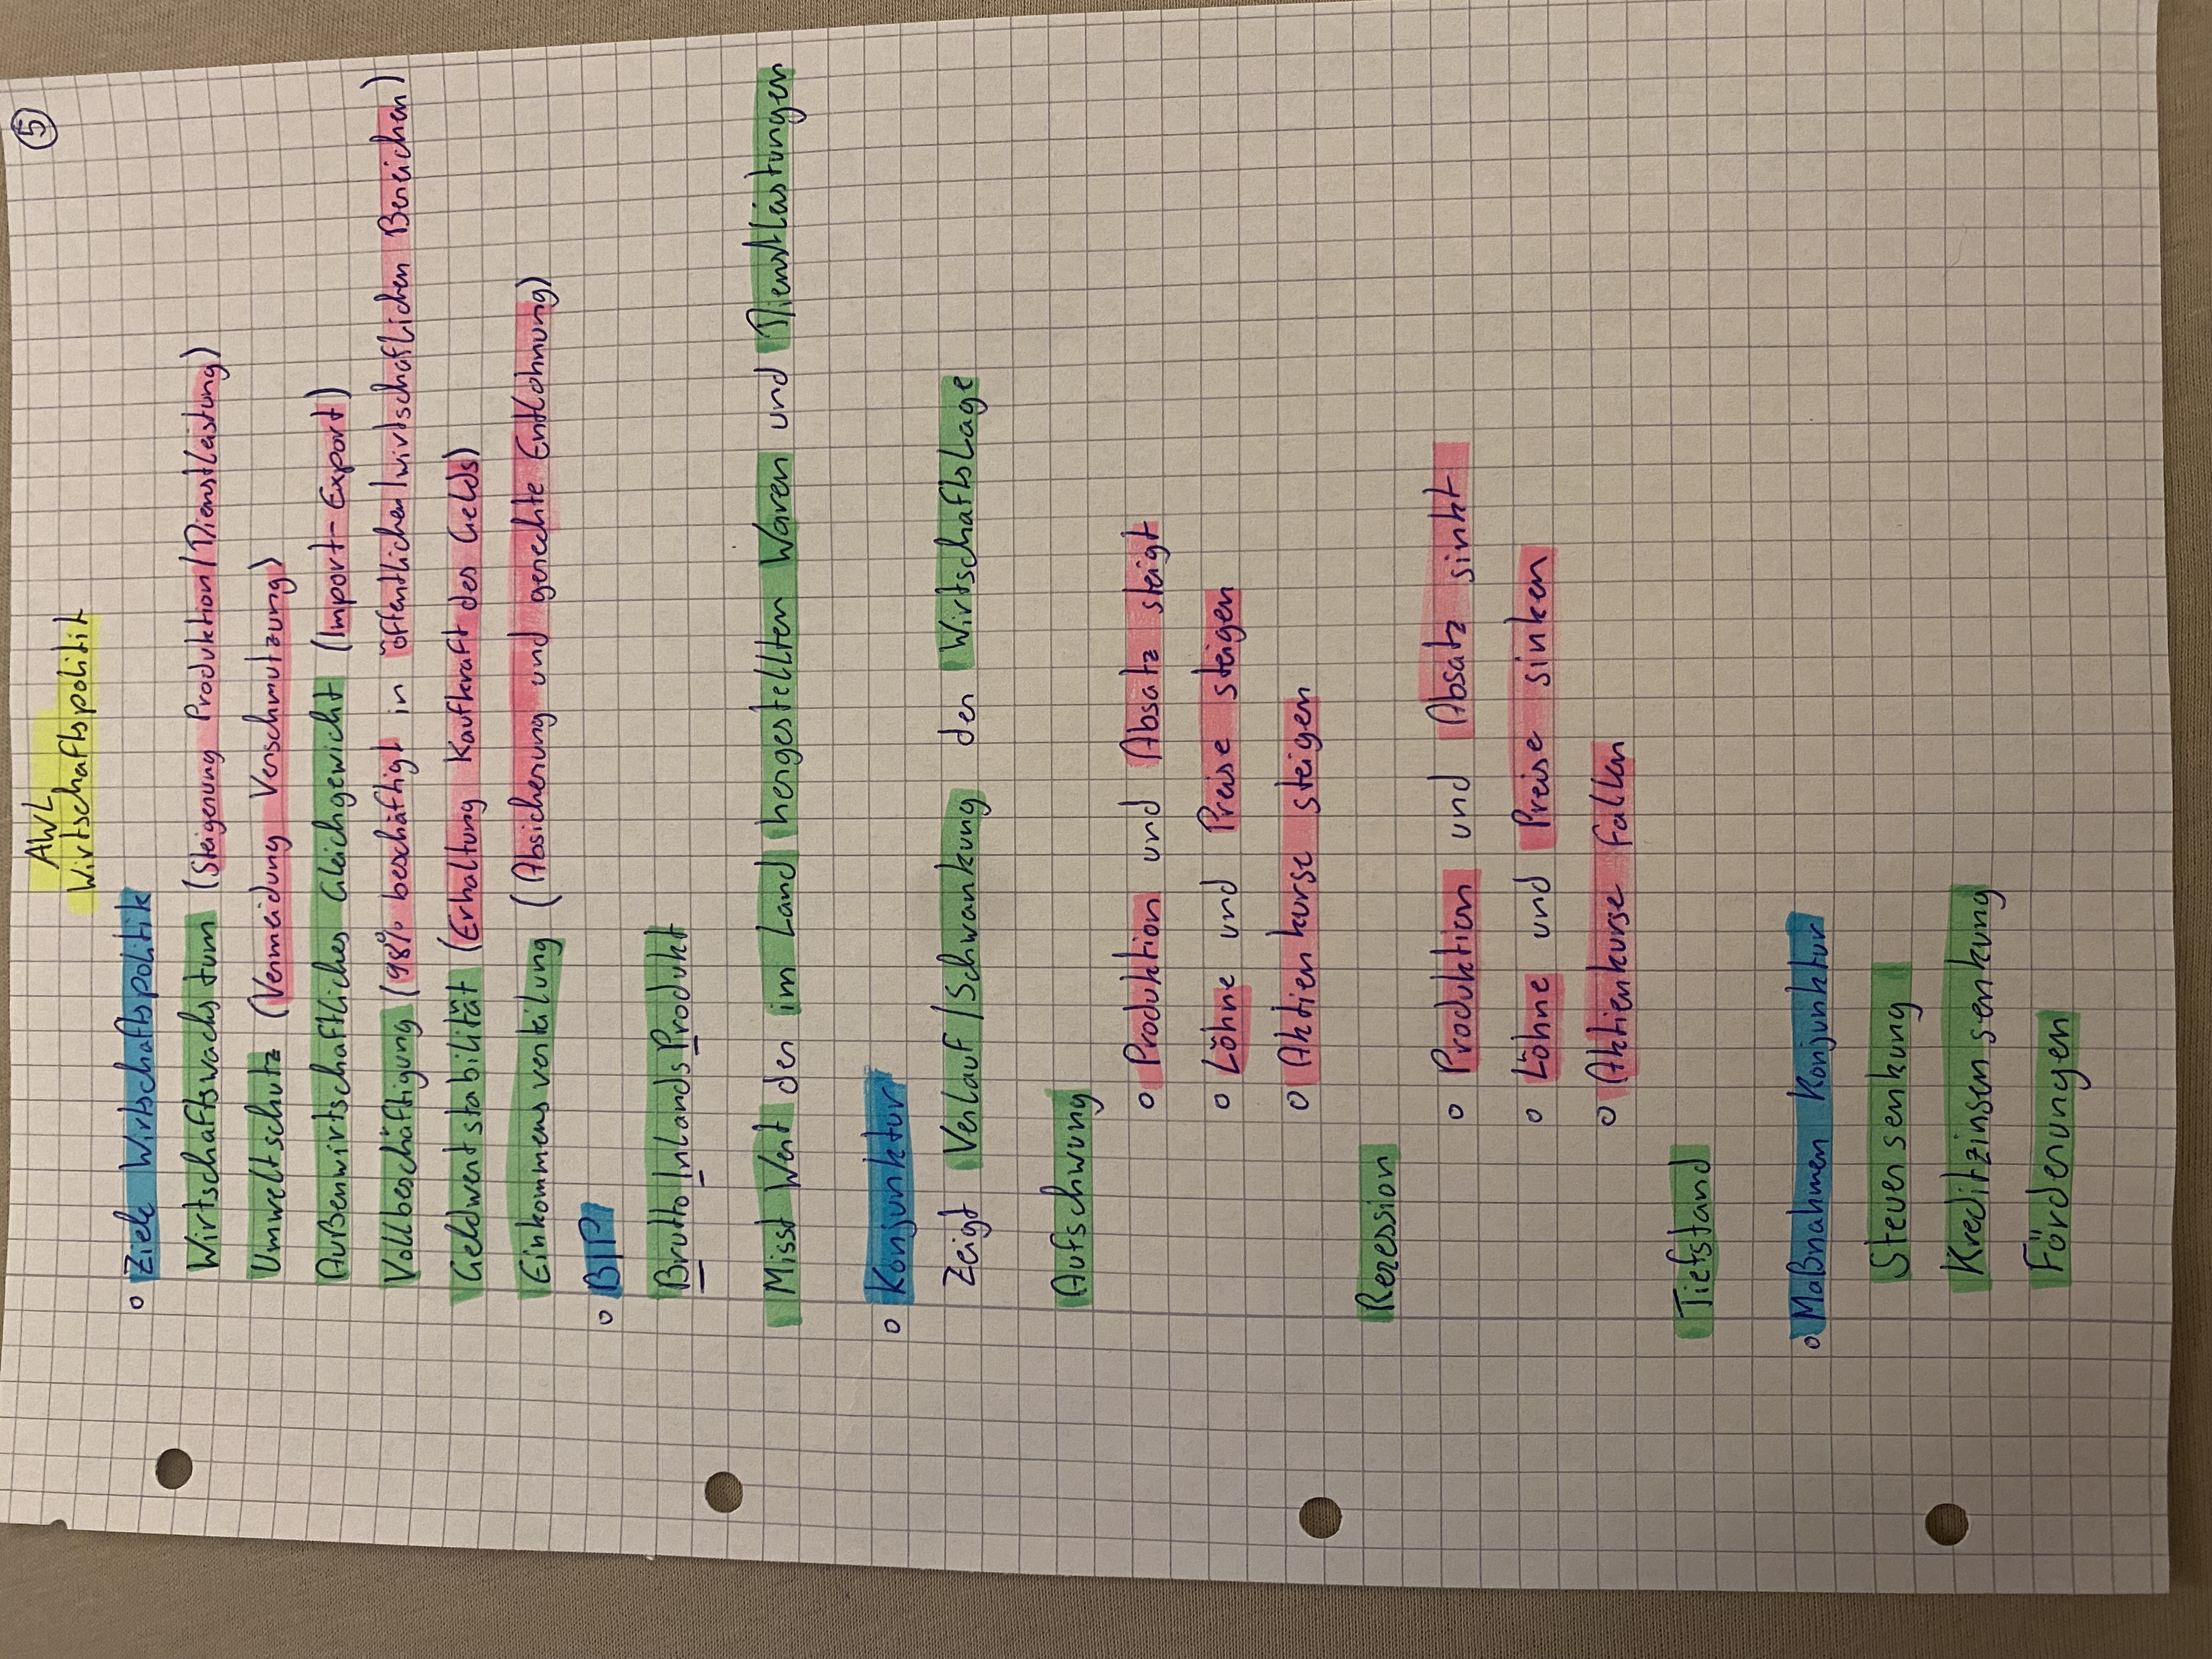 ⑤
AWL
Wirtschaftspolitik
° Ziele Wirtschaftspolitik
Wirtschaftswachstum (Steigerung Produktion/Dienstleistung)
Umweltschutz (Vermeidung Verschmutzung)
Außenwirtschaftliches Gleichgewicht (Import-Export)
Vollbeschäftigung (98% beschäftigt in öffentlichen/wirtschaflichen Bereichen)
Geldwertstabilität (Erhaltung Kaufkraft des Gelds)
Einkommensverteilung (Absicherung und gerechte Entlohnung)
° BIP
Brutto Inlands Produkt
Misst Wert der im Land hergestellten Waren und Dienstleistungen
° Konjunktur
Zeigt Verlauf/Schwankung der Wirtschaftslage
Aufschwung
° Produktion und Absatz steigt
° Löhne und Preise steigen
° Aktienkurse steigen
Rezession
° Produktion und Absatz sinkt
° Löhne und Preise sinken
° Aktienkurse fallen
Tiefstand
° Maßnahmen Konjunktur
Steuersenkung
Kreditzinsensenkung
Förderungen